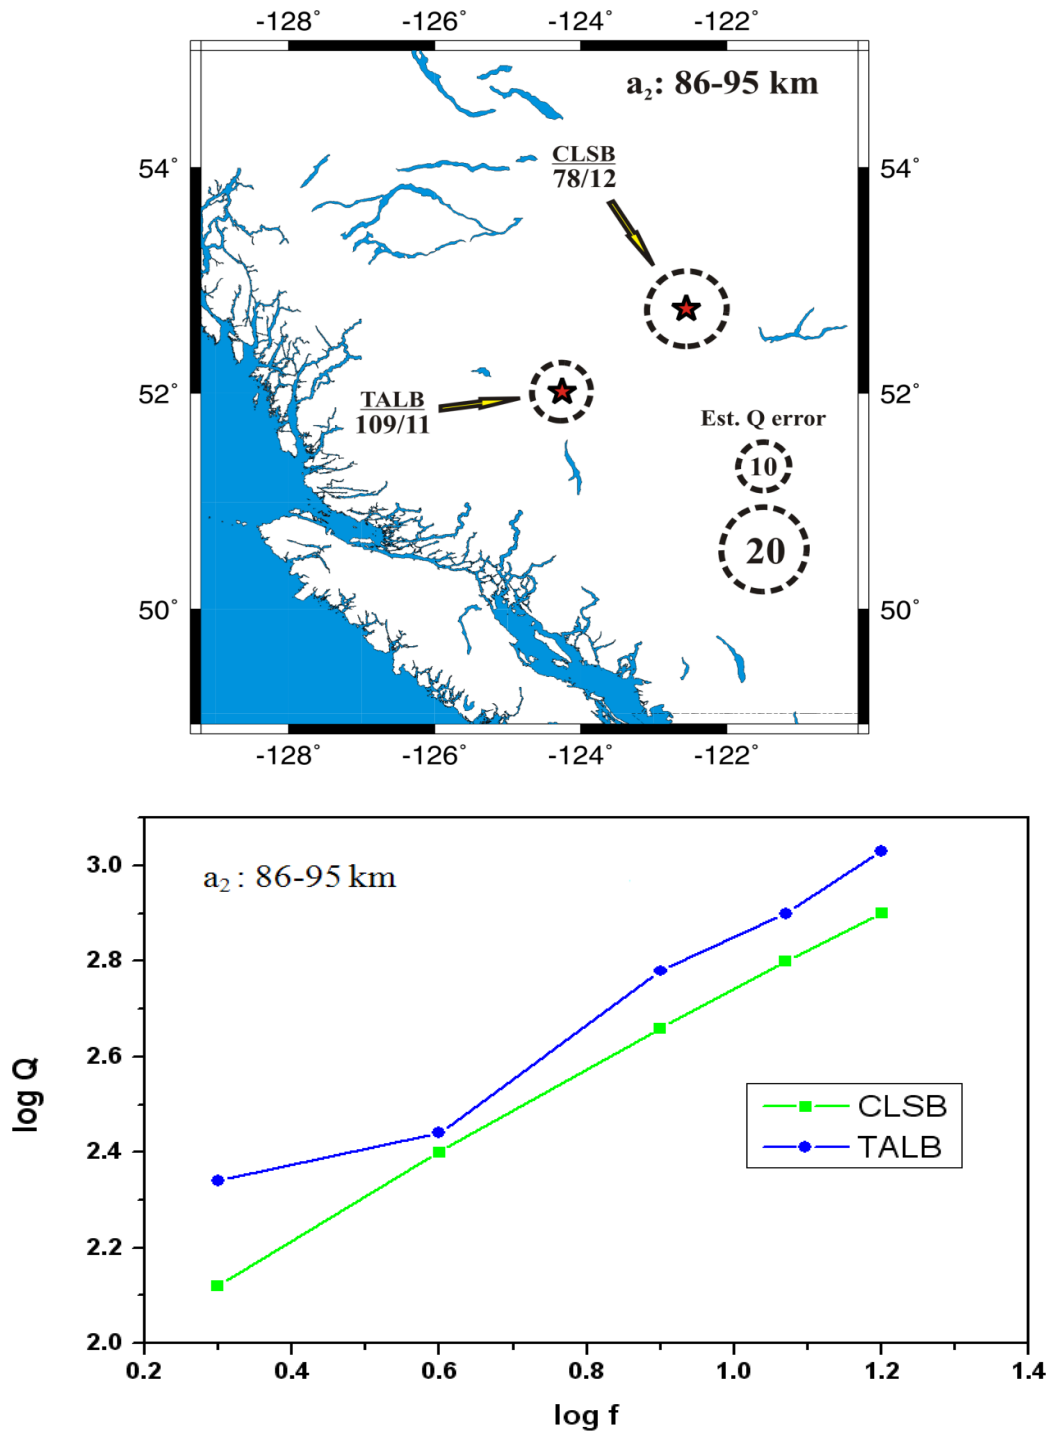 -128° -126° -124° -122°
a₂: 86-95 km
CLSB
78/12
54° 54°
52° 52°
TALB
109/11
Est. Q error
10
20
50° 50°
-128° -126° -124° -122°
a₂ : 86-95 km
3.0
2.8
2.6
2.4
2.2
2.0
log Q
CLSB
TALB
0.2 0.4 0.6 0.8 1.0 1.2 1.4
log f